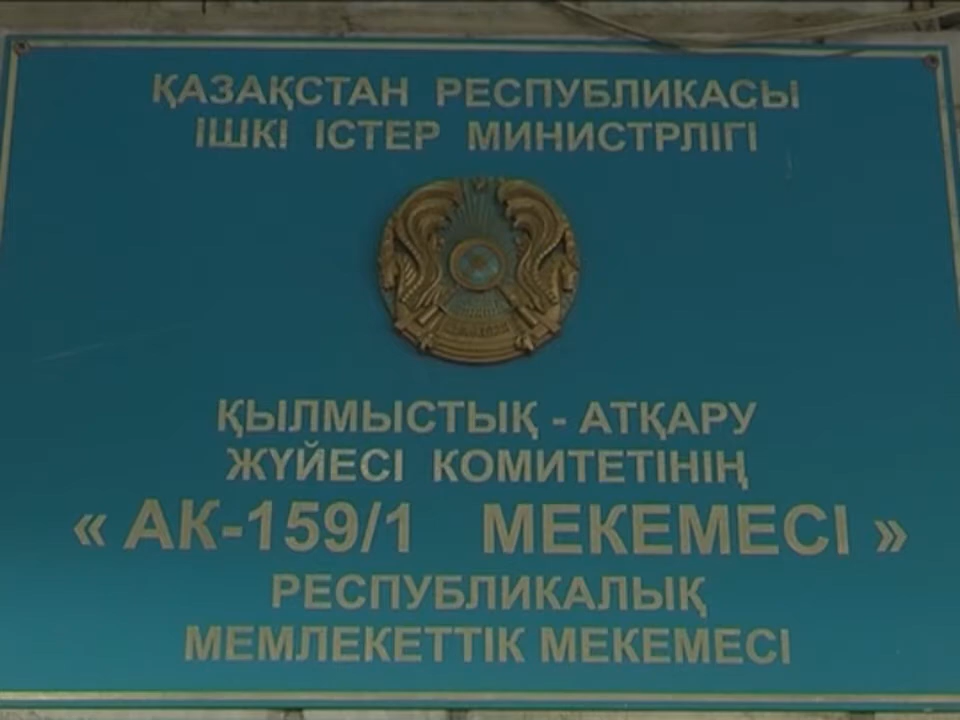 ҚАЗАҚСТАН РЕСПУБЛИКАСЫ
ІШКІ ІСТЕР МИНИСТРЛІГІ
ҚЫЛМЫСТЫҚ - АТҚАРУ
ЖҮЙЕСІ КОМИТЕТІНІҢ
« АК-159/1 МЕКЕМЕСІ »
РЕСПУБЛИКАЛЫҚ
МЕМЛЕКЕТТІК МЕКЕМЕСІ